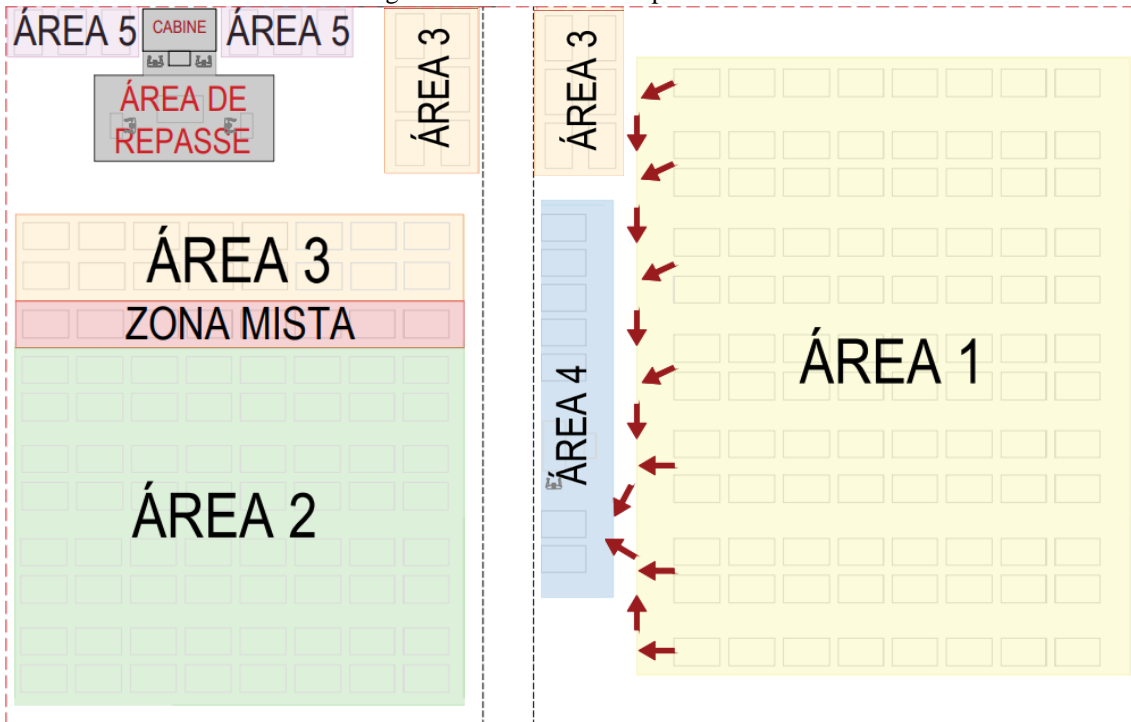 ÁREA 5
CABINE
ÁREA 5
ÁREA 3
ÁREA 3
ÁREA DE
REPASSE
ÁREA 3
ZONA MISTA
ÁREA 1
ÁREA 4
ÁREA 2